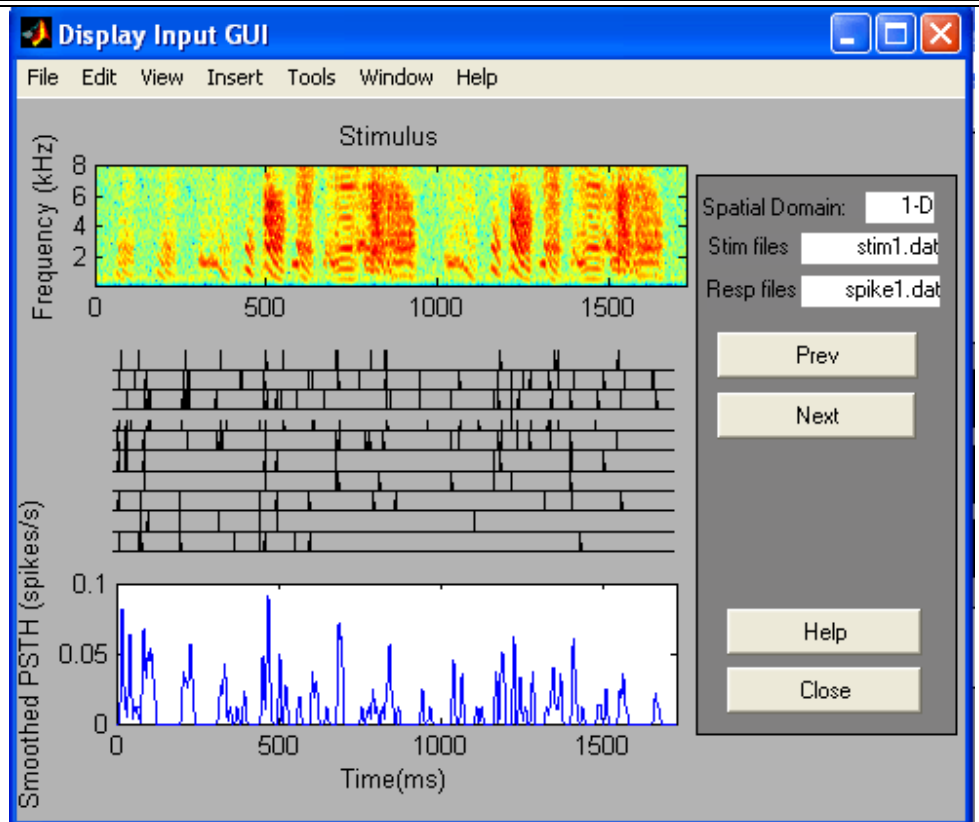 Display Input GUI
File Edit View Insert Tools Window Help
Stimulus
Frequency (kHz)
8
6
4
2
0 500 1000 1500
Spatial Domain: 1-D
Stim files stim1.dat
Resp files spike1.dat
Prev
Next
Help
Close
Smoothed PSTH (spikes/s)
0.1
0.05
0
0 500 1000 1500
Time(ms)